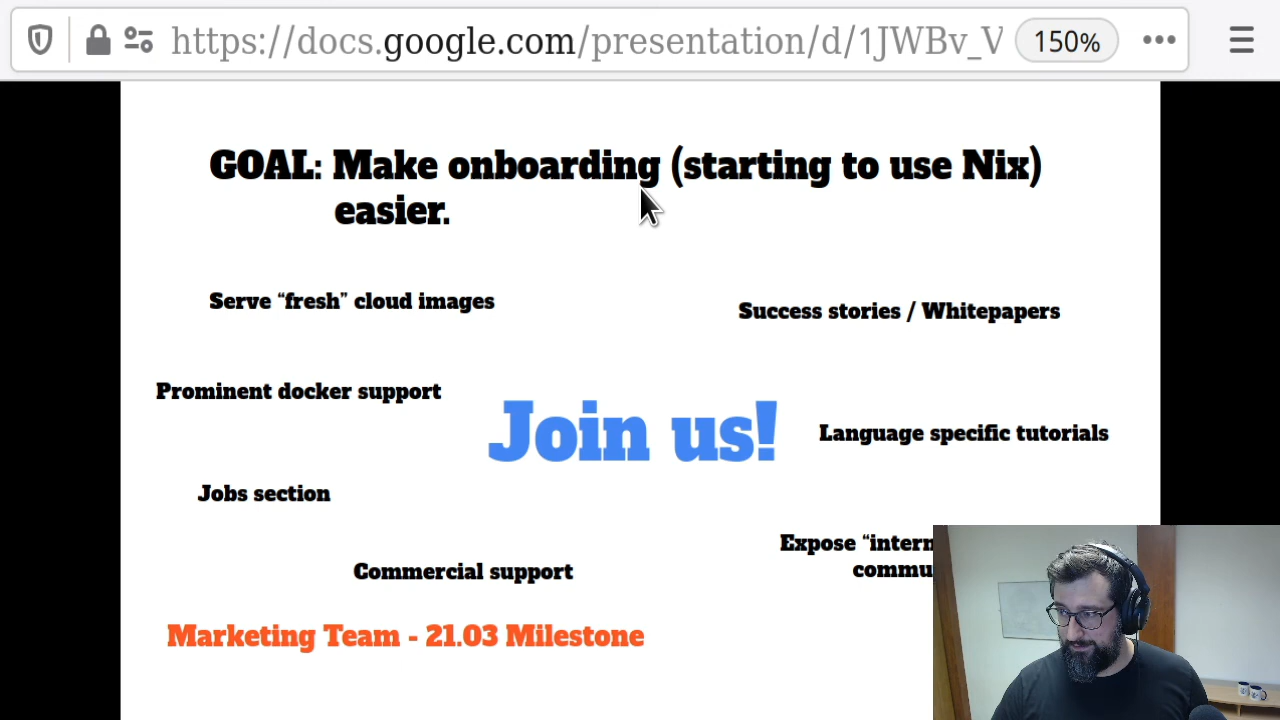 https://docs.google.com/presentation/d/1JWBv_V
150%
GOAL: Make onboarding (starting to use Nix)
easier.
Serve “fresh” cloud images
Success stories / Whitepapers
Prominent docker support
Join us!
Language specific tutorials
Jobs section
Expose “intern
commu
Commercial support
Marketing Team - 21.03 Milestone